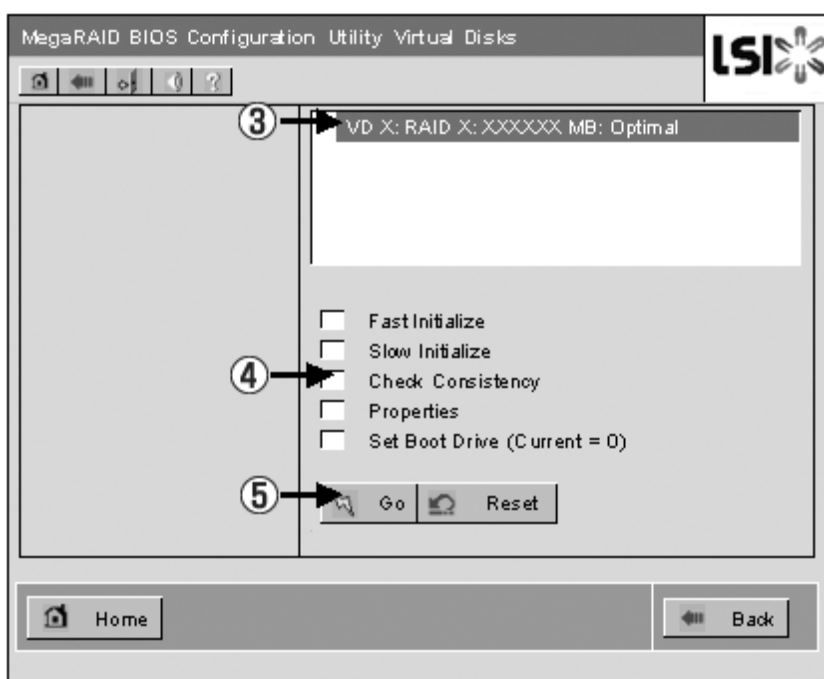 MegaRAID BIOS Configuration Utility Virtual Disks
LSI
?
③ VD X: RAID X: XXXXXX MB: Optimal
Fast Initialize
Slow Initialize
④ Check Consistency
Properties
Set Boot Drive (Current = 0)
⑤ Go Reset
Home Back